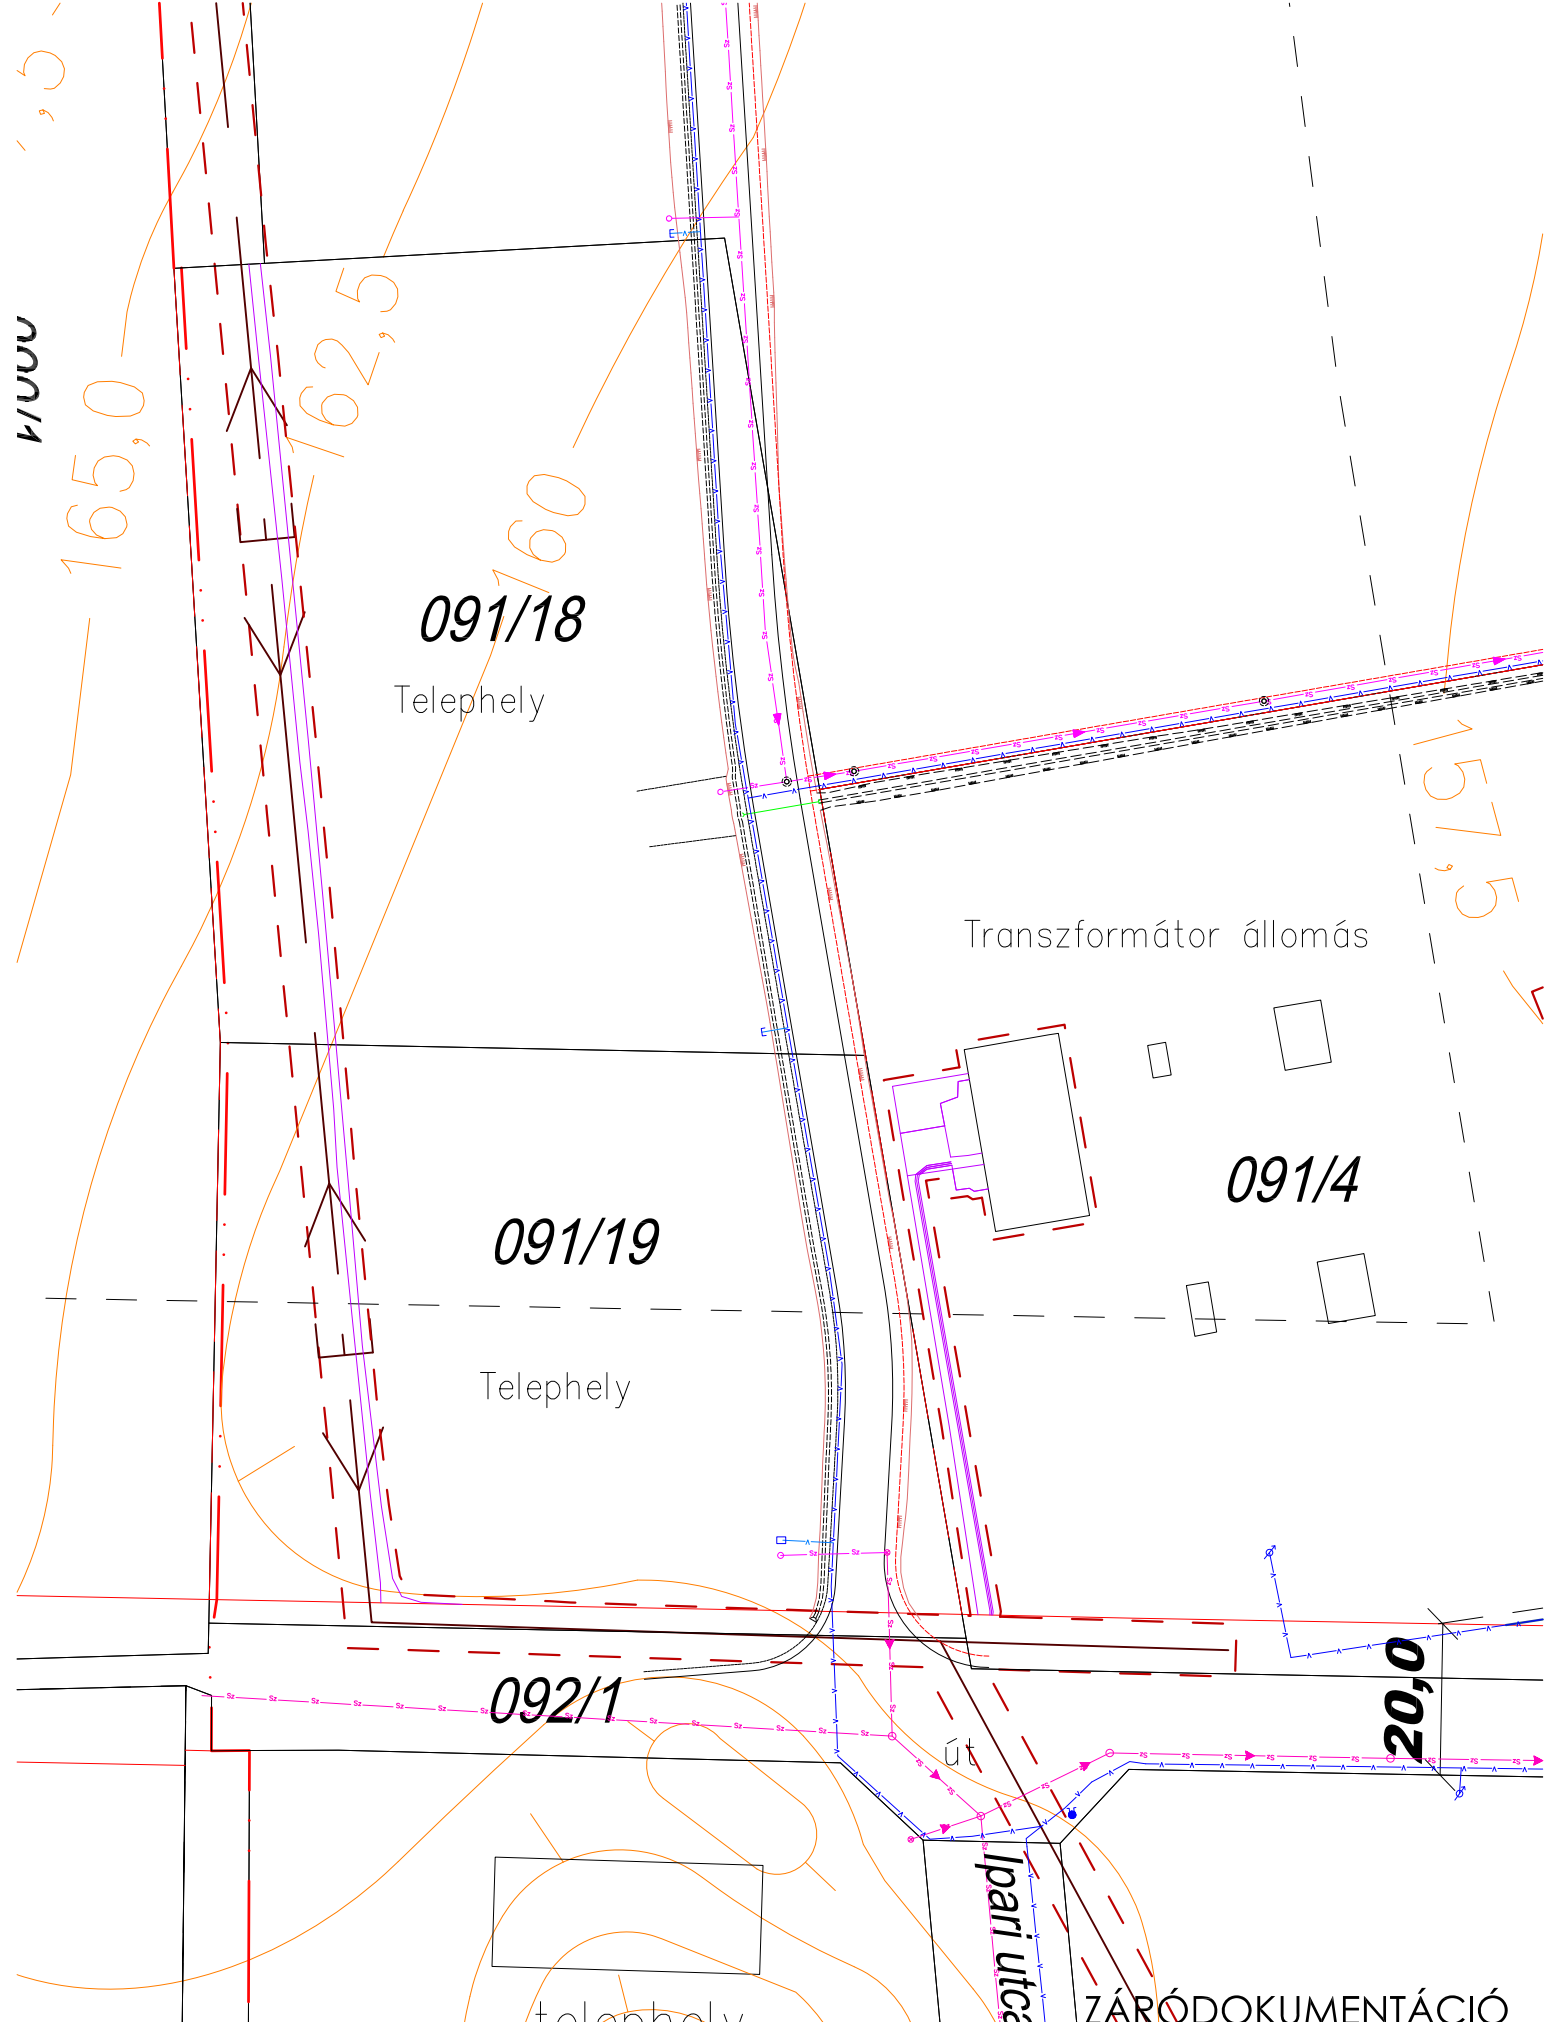 162,5
165,0
160
091/18
Telephely
157,5
Transzformátor állomás
091/4
091/19
Telephely
20,0
092/1
út
Ipari utca
telephely
ZÁRÓDOKUMENTÁCIÓ